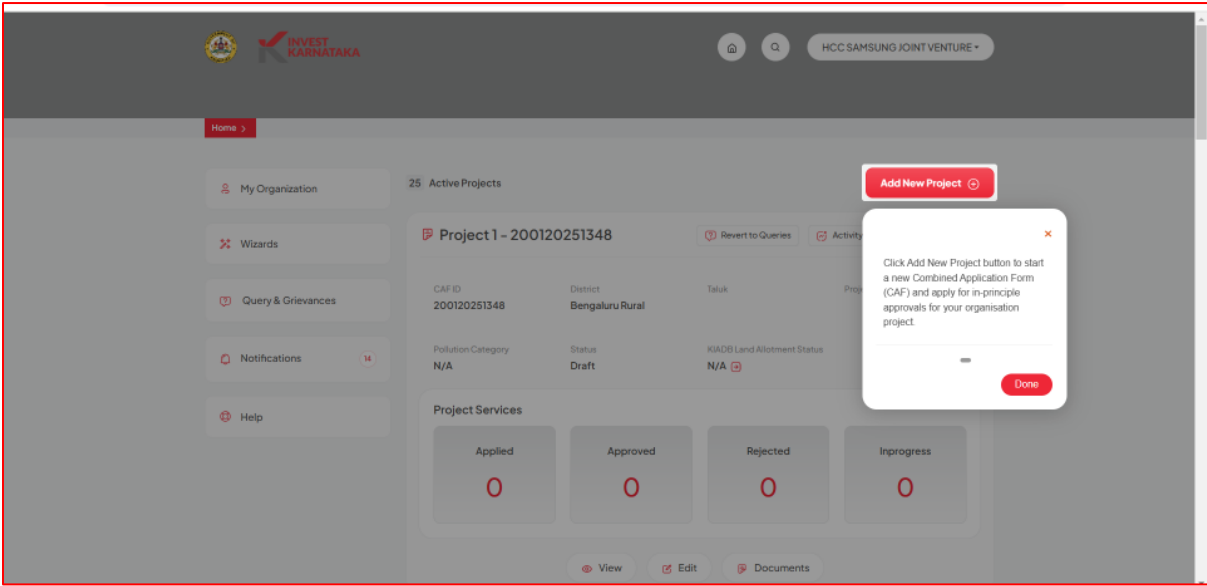 INVEST
KARNATAKA
HCC SAMSUNG JOINT VENTURE
Home >
My Organization
Wizards
Query & Grievances
Notifications 14
Help
25 Active Projects
Add New Project
Project 1 - 200120251348
Revert to Queries
Activity
CAF ID
200120251348
District
Bengaluru Rural
Taluk
Pollution Category
N/A
Status
Draft
KIADB Land Allotment Status
N/A
Click Add New Project button to start
a new Combined Application Form
(CAF) and apply for in-principle
approvals for your organisation
project.
Done
Project Services
Applied
0
Approved
0
Rejected
0
Inprogress
0
View
Edit
Documents